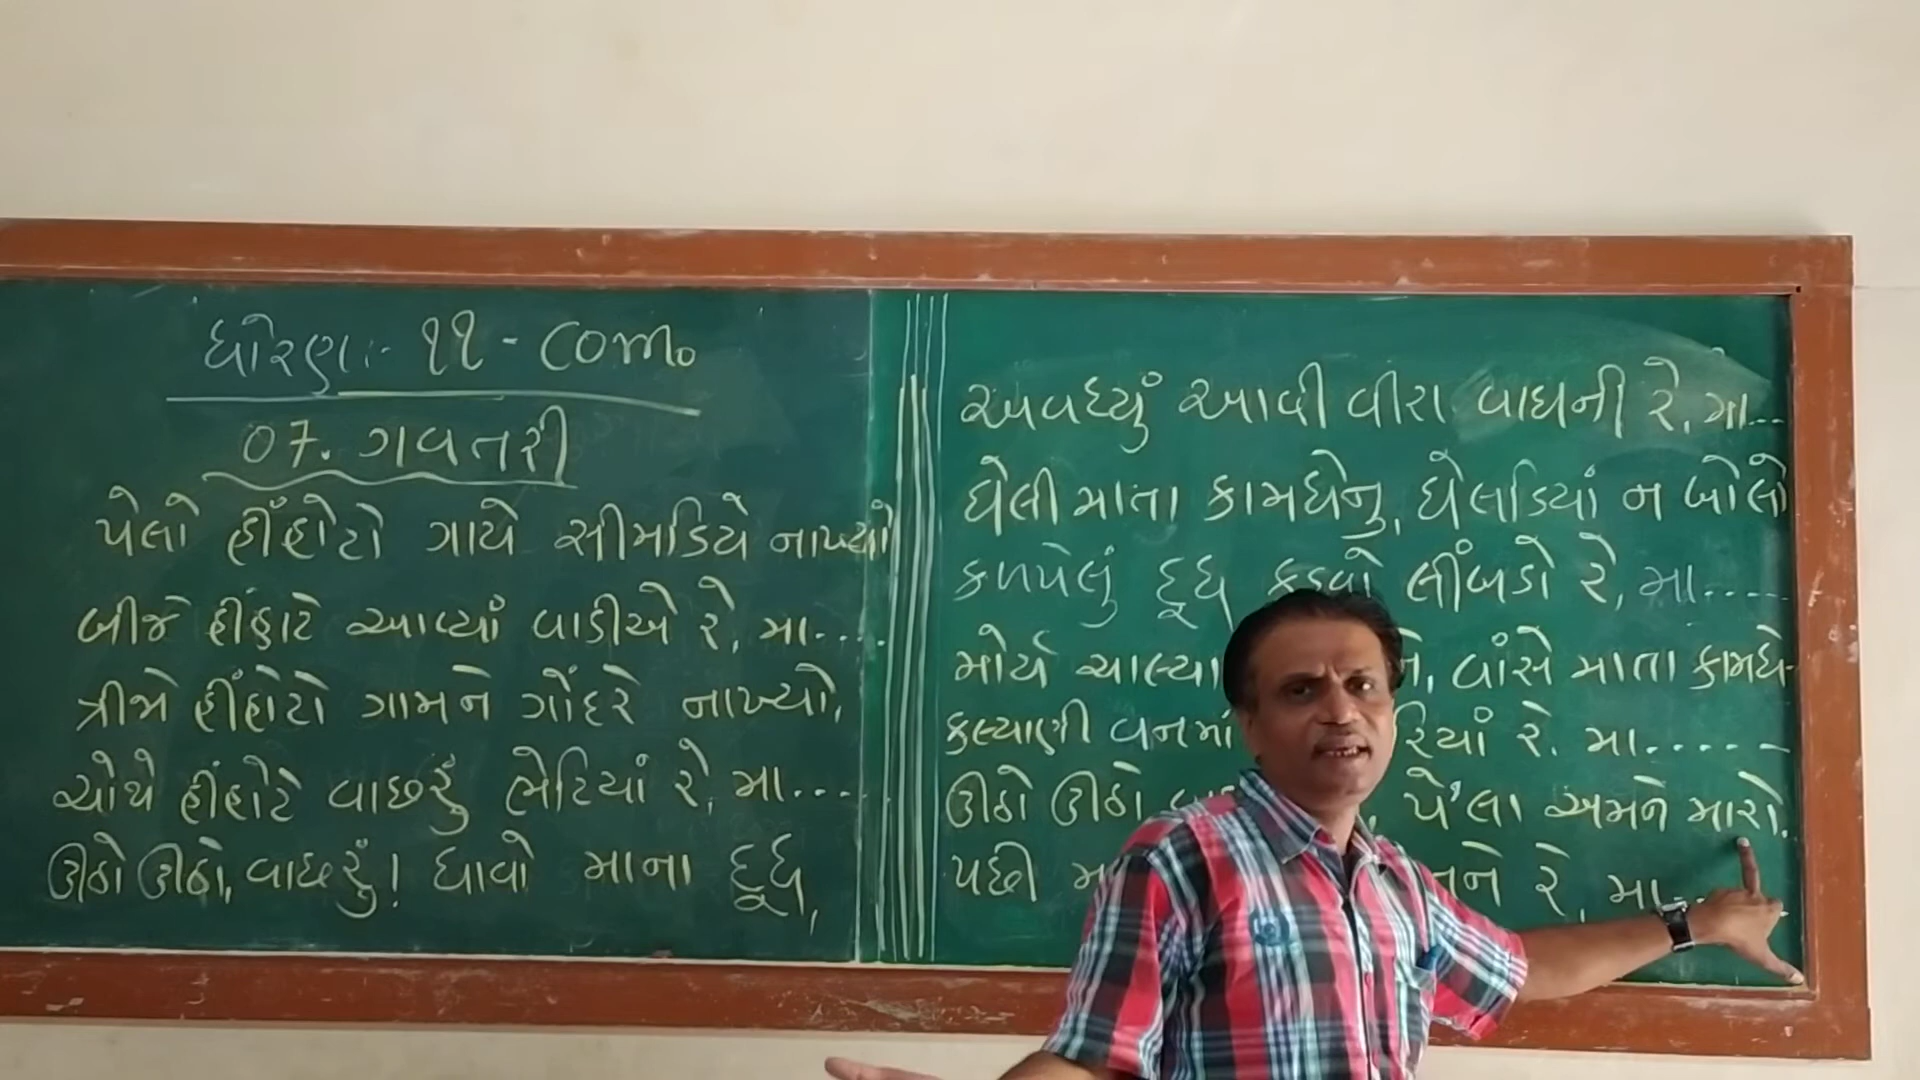 ધોરણ:- ૧૧ - com.
07. ગવતરી
પેલો હીંહોટો ગાયે સીમડિયે નાખ્યો
બીજે હીંહોટે આવ્યાં વાડીએ રે, મા....
ત્રીજો હીંહોટો ગામને ગોંદરે નાખ્યો,
ચોથે હીંહોટે વાછરું ભેટિયાં રે, મા...
ઊઠો ઊઠો, વાછરું! ધાવો માના દૂધ,
અવધ્યું આવી વીરા વાઘની રે, મા...
ઘેલી માતા કામધેનુ, ઘેલડિયાં ન બોલો
કળપેલું દૂધ કડવો લીંબડો રે, મા....
મોર્ય ચાલ્યા વાંસે માતા કામધે-
કલ્યાણી વનમાં રે. મા.....
ઊઠો ઊઠો પે'લા અમને મારો.
પછી રે, મા...